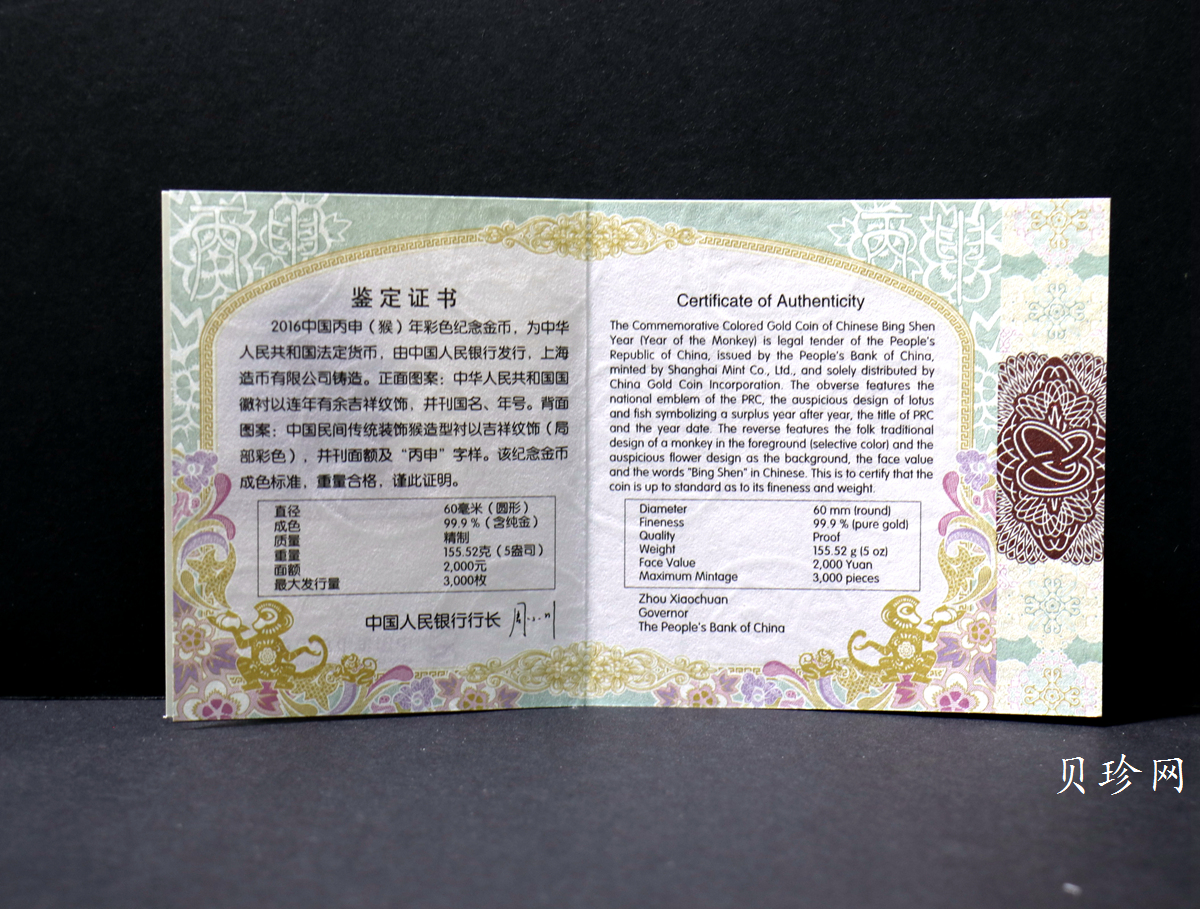 鉴定证书
2016中国丙申（猴）年彩色纪念金币，为中华
人民共和国法定货币，由中国人民银行发行，上海
造币有限公司铸造。正面图案：中华人民共和国国
徽衬以连年有余吉祥纹饰，并刊国名、年号。背面
图案：中国民间传统装饰猴造型衬以吉祥纹饰（局
部彩色），并刊面额及“丙申”字样。该纪念金币
成色标准，重量合格，谨此证明。
直径 60毫米（圆形）
成色 99.9％（含纯金）
质量 精制
重量 155.52克（5盎司）
面额 2,000元
最大发行量 3,000枚
中国人民银行行长
Certificate of Authenticity
The Commemorative Colored Gold Coin of Chinese Bing Shen
Year (Year of the Monkey) is legal tender of the People's
Republic of China, issued by the People's Bank of China,
minted by Shanghai Mint Co., Ltd., and solely distributed by
China Gold Coin Incorporation. The obverse features the
national emblem of the PRC, the auspicious design of lotus
and fish symbolizing a surplus year after year, the title of PRC
and the year date. The reverse features the folk traditional
design of a monkey in the foreground (selective color) and the
auspicious flower design as the background, the face value
and the words "Bing Shen" in Chinese. This is to certify that the
coin is up to standard as to its fineness and weight.
Diameter 60 mm (round)
Fineness 99.9 % (pure gold)
Quality Proof
Weight 155.52 g (5 oz)
Face Value 2,000 Yuan
Maximum Mintage 3,000 pieces
Zhou Xiaochuan
Governor
The People's Bank of China
贝珍网